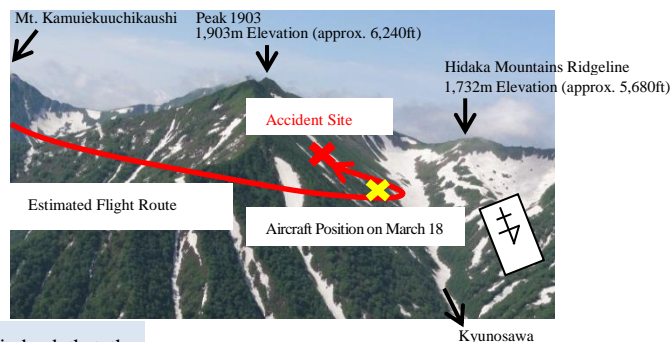 Mt. Kamuiekuuchikaushi
Peak 1903
1,903m Elevation (approx. 6,240ft)
Hidaka Mountains Ridgeline
1,732m Elevation (approx. 5,680ft)
Accident Site
Estimated Flight Route
Aircraft Position on March 18
Kyunosawa